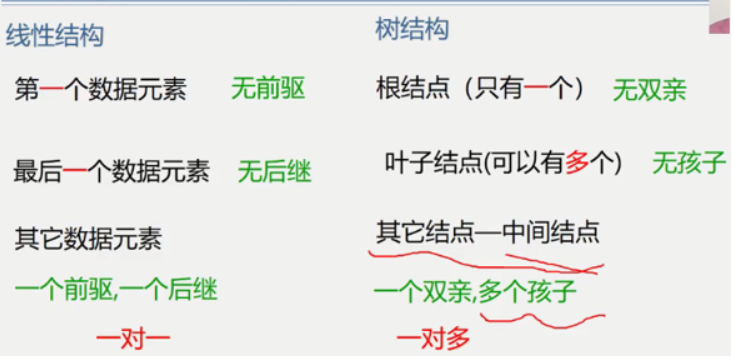 线性结构
第一个数据元素 无前驱
最后一个数据元素 无后继
其它数据元素
一个前驱,一个后继
一对一
树结构
根结点（只有一个） 无双亲
叶子结点(可以有多个) 无孩子
其它结点—中间结点
一个双亲,多个孩子
一对多